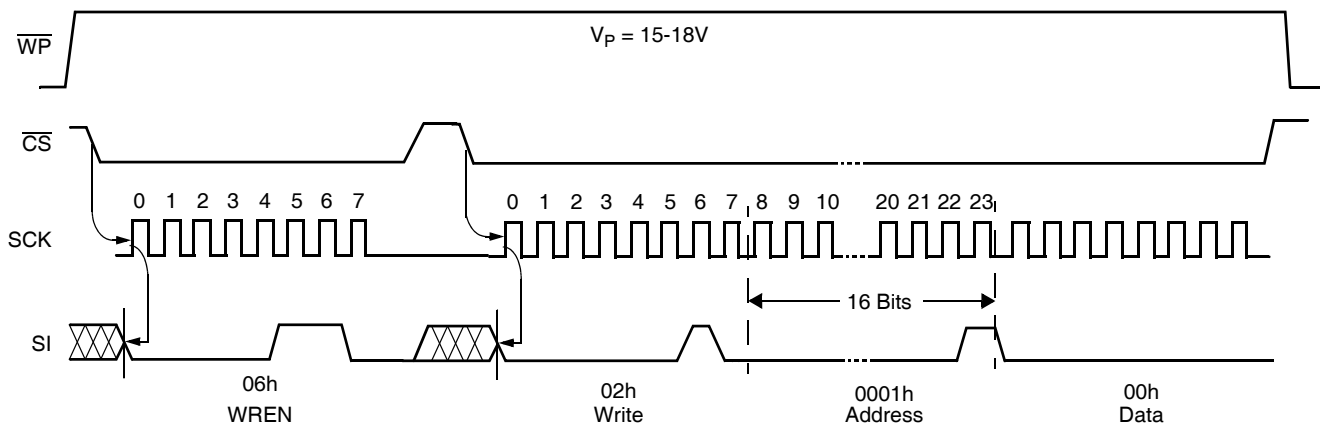 WP
V_P = 15-18V
CS
0 1 2 3 4 5 6 7
0 1 2 3 4 5 6 7 8 9 10 20 21 22 23
SCK
16 Bits
SI
06h
WREN
02h
Write
0001h
Address
00h
Data